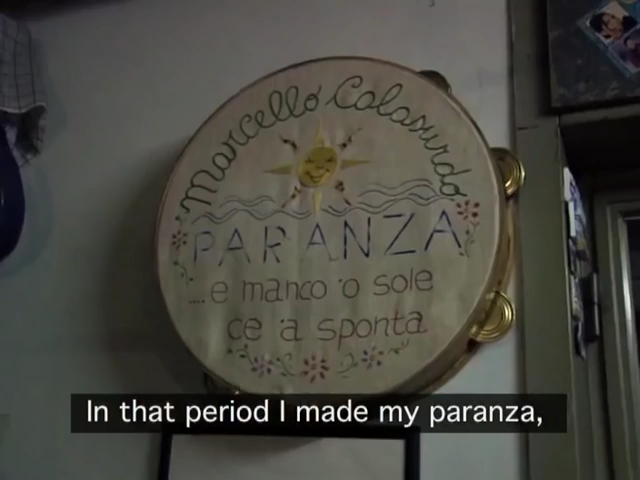 Marcello Colasurdo
PARANZA
....e manco 'o sole
ce a sponta
In that period I made my paranza,